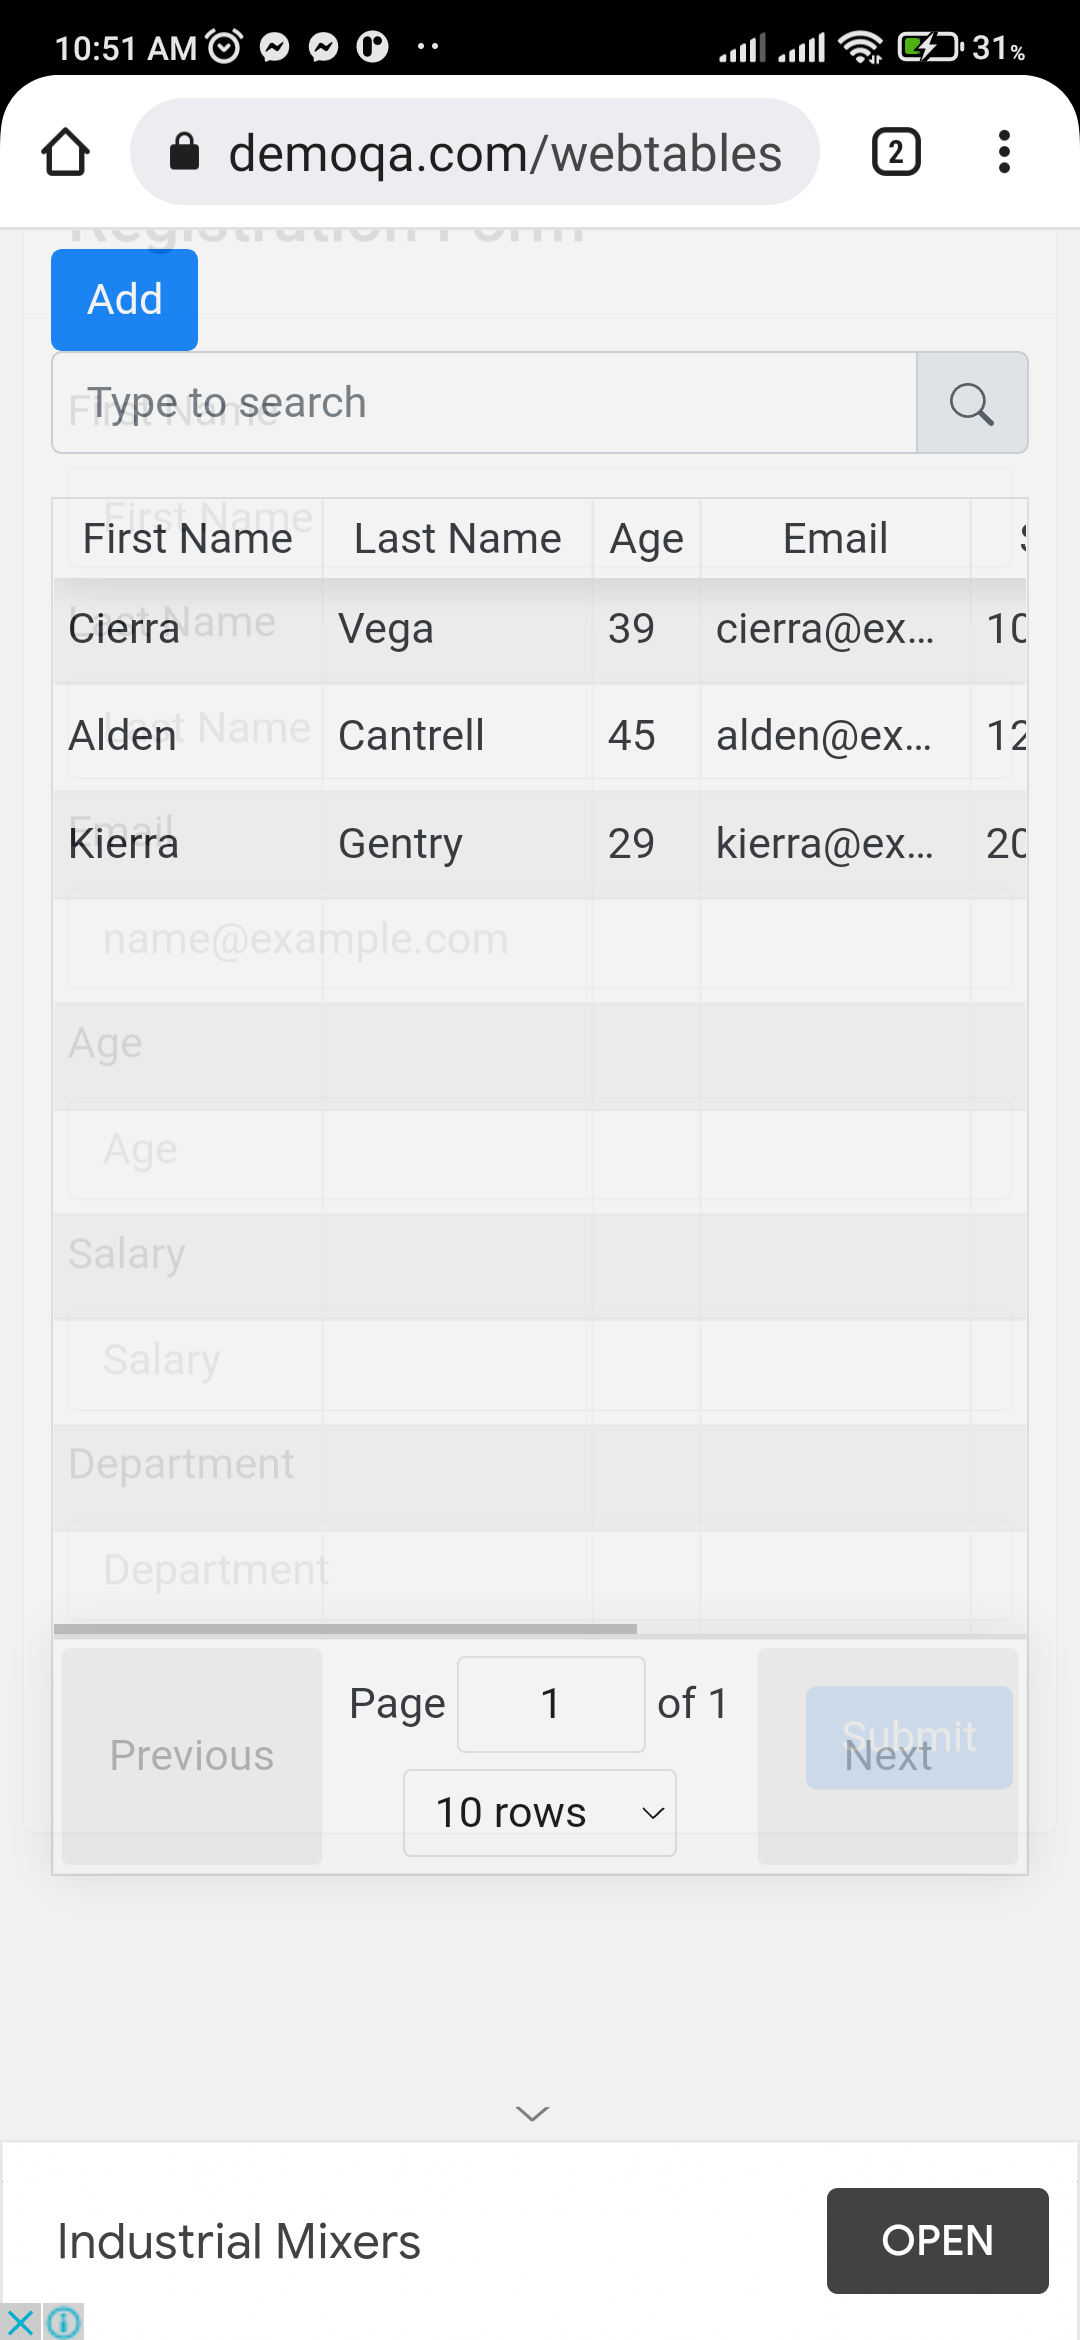 10:51 AM
31%
demoqa.com/webtables
2
Registration Form
Add
Type to search
First Name
First Name
First Name Last Name Age Email
Last Name
Cierra Vega 39 cierra@ex... 10
Last Name
Alden Cantrell 45 alden@ex... 12
Email
Kierra Gentry 29 kierra@ex... 20
name@example.com
Age
Age
Salary
Salary
Department
Department
Page 1 of 1
Submit
Previous
Next
10 rows
Industrial Mixers
OPEN